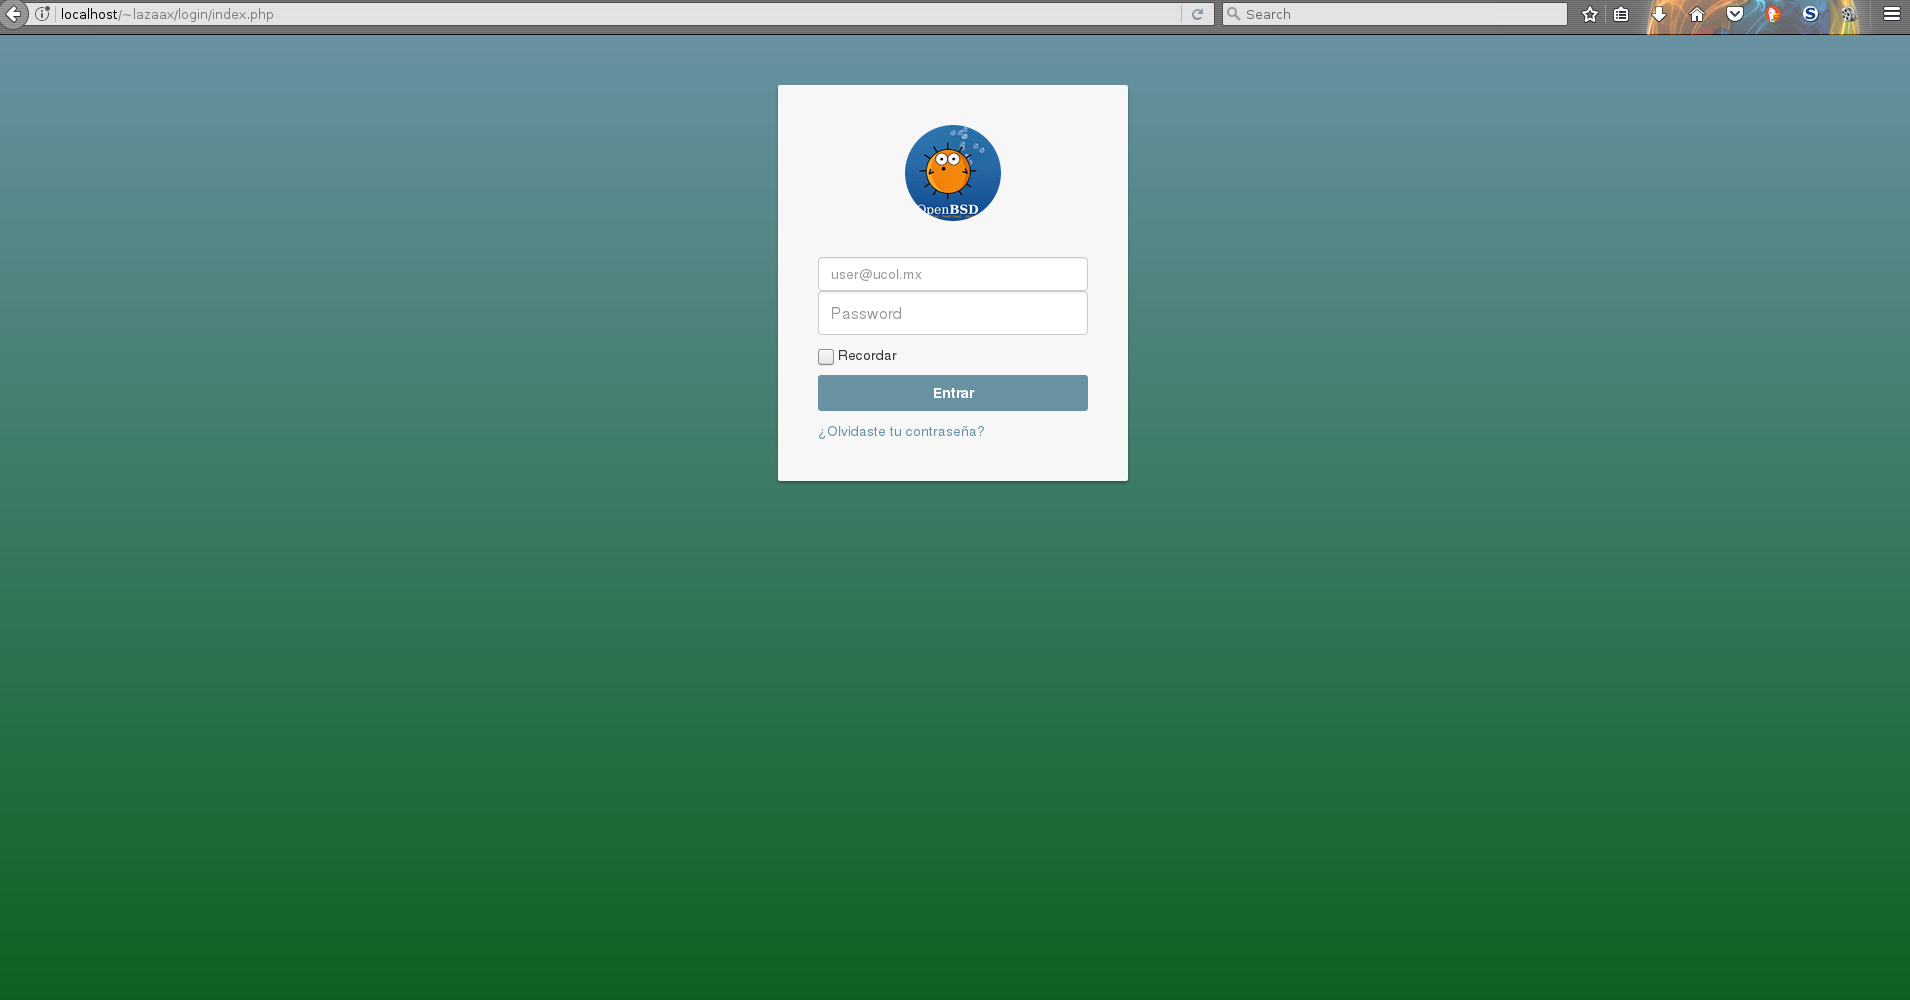 localhost/~lazaax/login/index.php
Search
OpenBSD
user@ucol.mx
Password
Recordar
Entrar
¿Olvidaste tu contraseña?